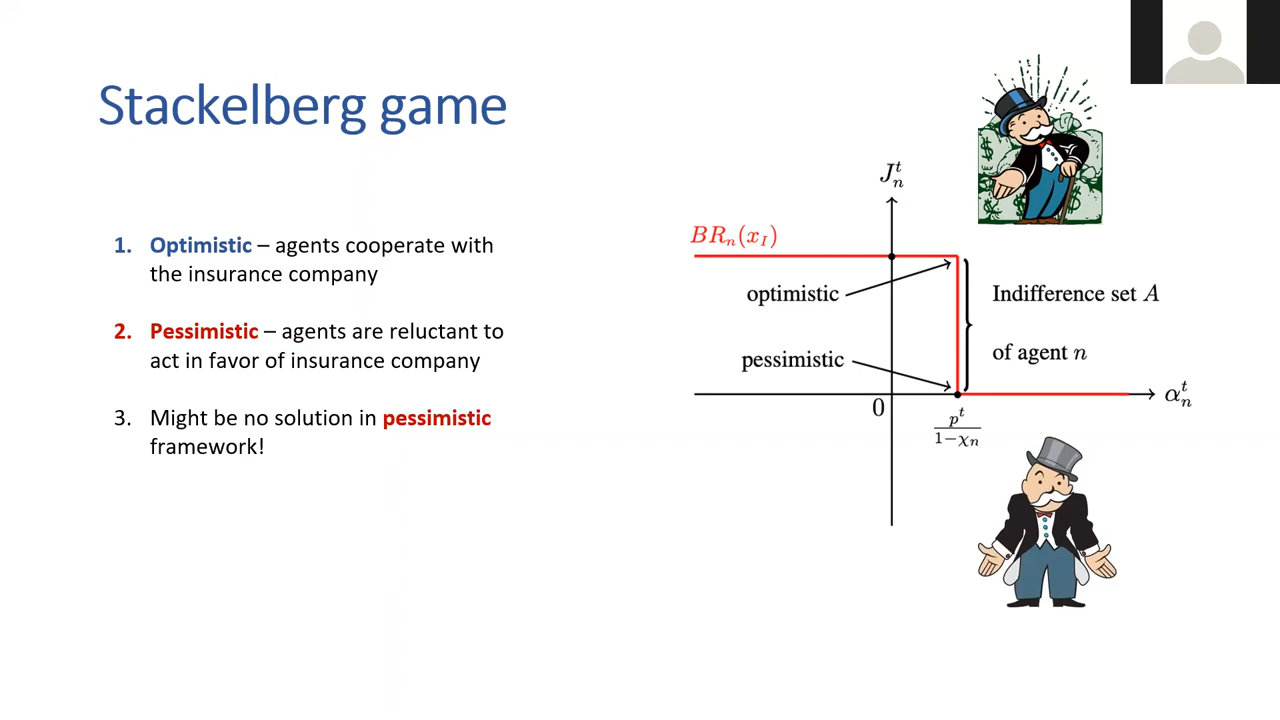 Stackelberg game
1. Optimistic – agents cooperate with
the insurance company
2. Pessimistic – agents are reluctant to
act in favor of insurance company
3. Might be no solution in pessimistic
framework!
J_n^t
BR_n(x_I)
optimistic
Indifference set A
pessimistic
of agent n
0
α_n^t
p^t
1−χ_n
$
$
$
$